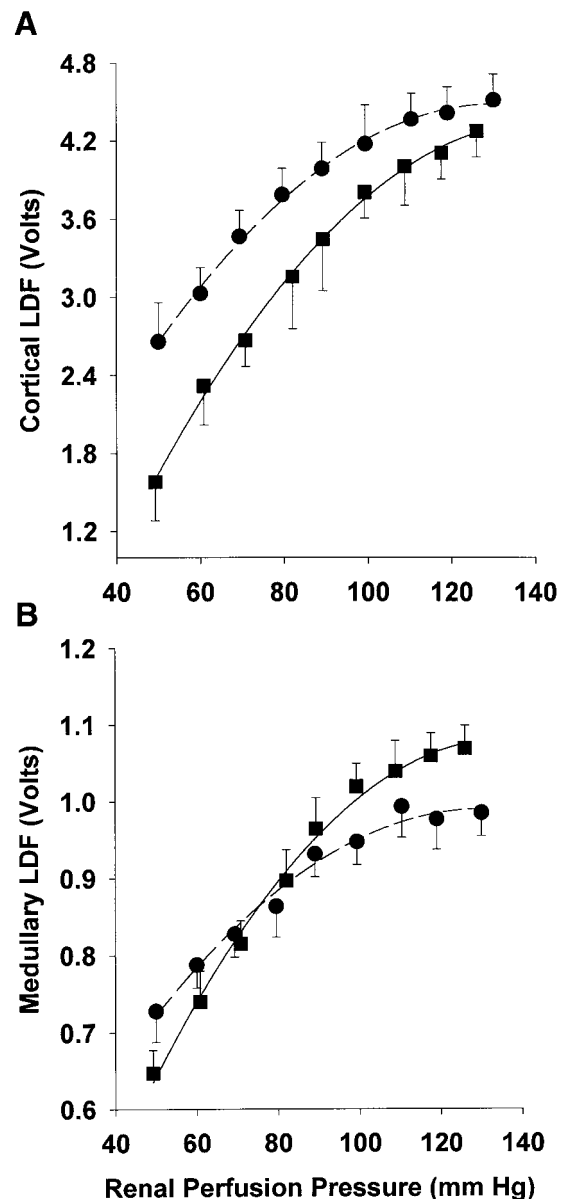 A
4.8
4.2
3.6
3.0
2.4
1.8
1.2
Cortical LDF (Volts)
40 60 80 100 120 140
B
1.2
1.1
1.0
0.9
0.8
0.7
0.6
Medullary LDF (Volts)
40 60 80 100 120 140
Renal Perfusion Pressure (mm Hg)